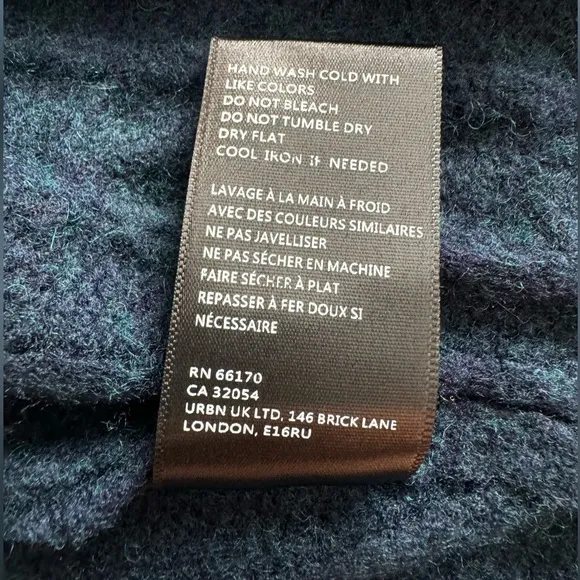 HAND WASH COLD WITH
LIKE COLORS
DO NOT BLEACH
DO NOT TUMBLE DRY
DRY FLAT
COOL IRON IF NEEDED
LAVAGE À LA MAIN À FROID
AVEC DES COULEURS SIMILAIRES
NE PAS JAVELLISER
NE PAS SÉCHER EN MACHINE
FAIRE SÉCHER À PLAT
REPASSER À FER DOUX SI
NÉCESSAIRE
RN 66170
CA 32054
URBN UK LTD, 146 BRICK LANE
LONDON, E16RU